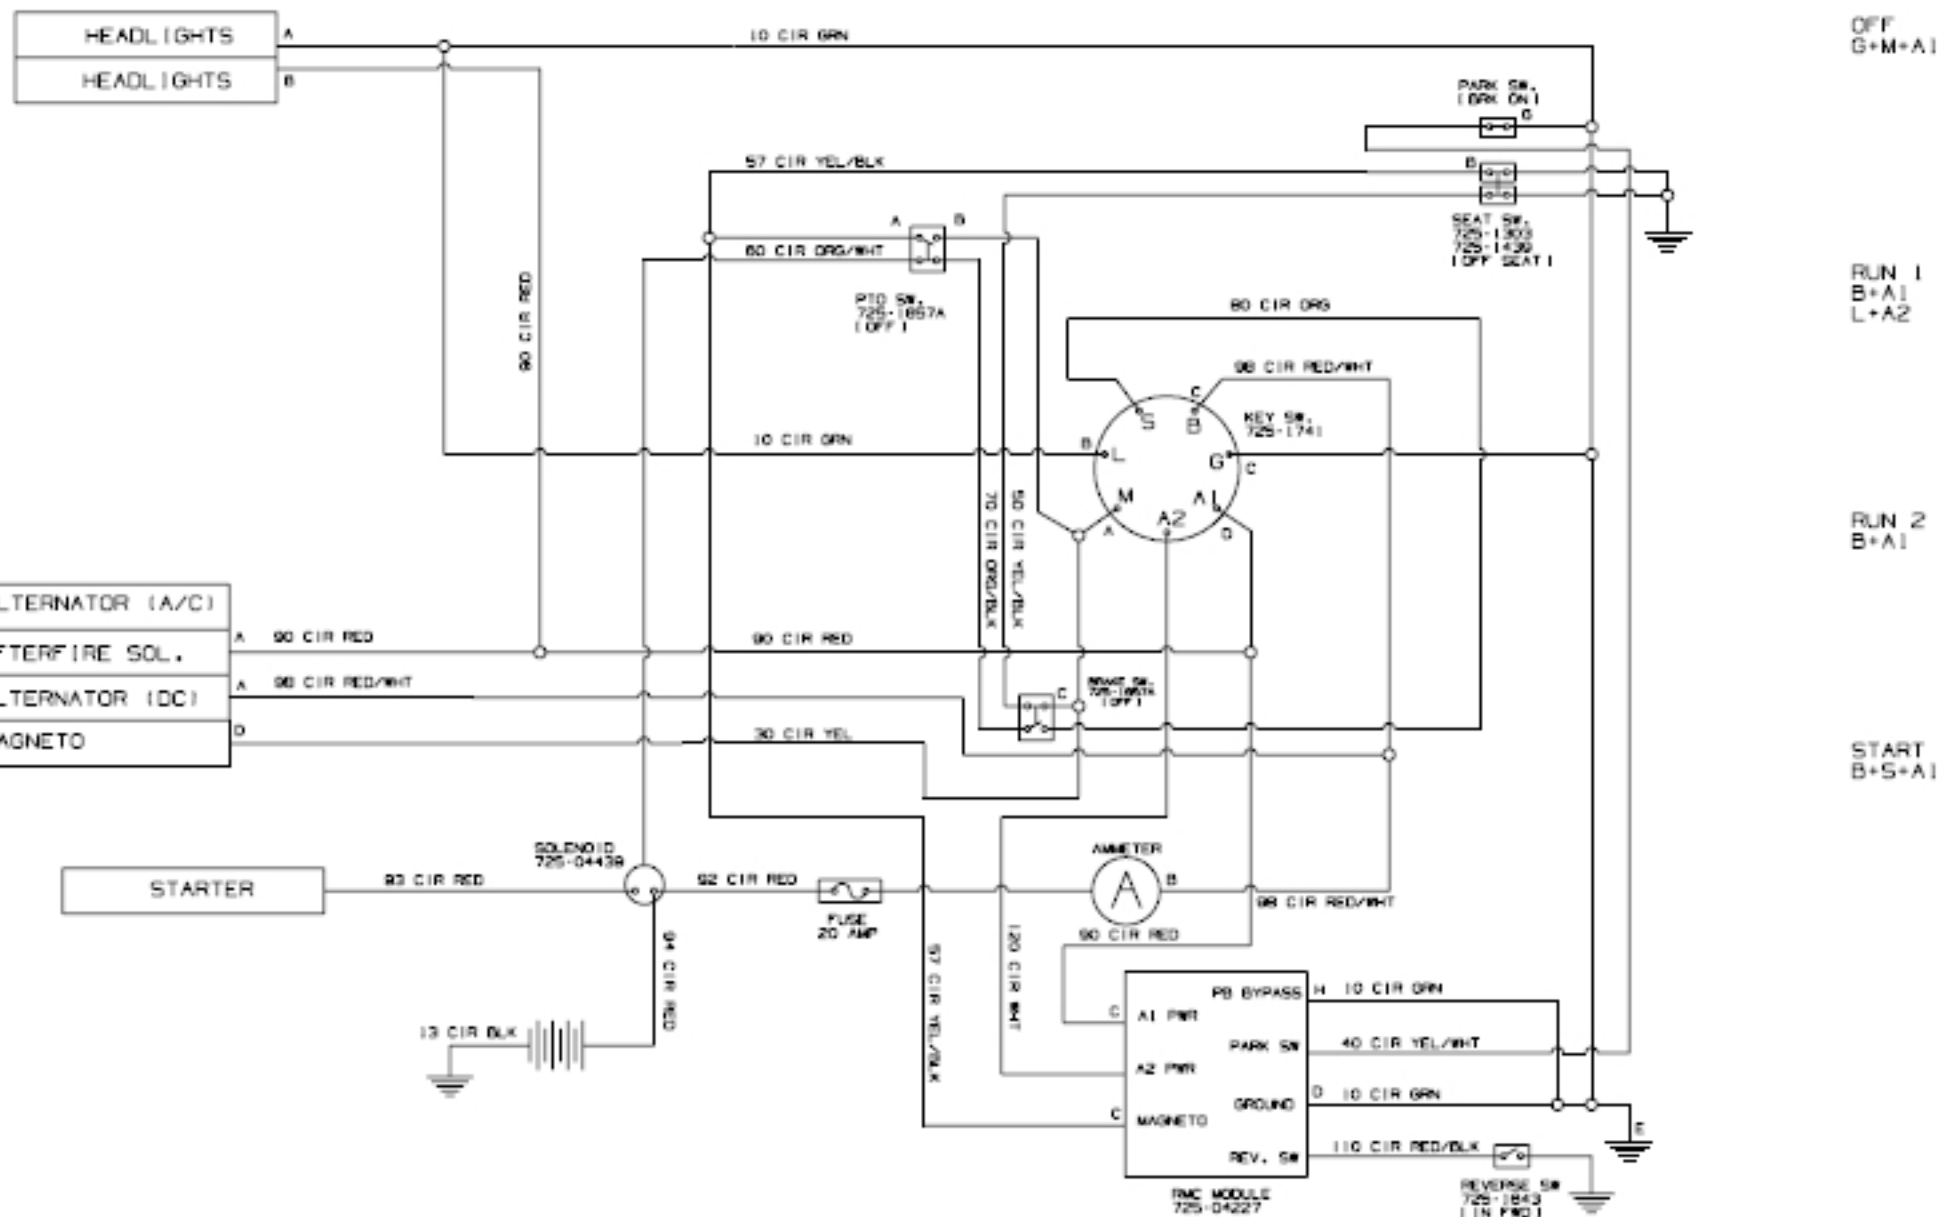 HEADLIGHTS A
HEADLIGHTS B
10 CIR GRN
OFF
G+M+A1
PARK SW.
(BRK ON)
G
57 CIR YEL/BLK
B
A
B
60 CIR ORG/WHT
SEAT SW.
725-1303
725-1439
(OFF SEAT)
RUN 1
B+A1
L+A2
90 CIR RED
PTO SW.
725-1657A
(OFF)
80 CIR ORG
98 CIR RED/WHT
C
S
B
KEY SW.
725-1741
10 CIR GRN
B
L
G
C
M
A1
A2
A
D
70 CIR ORG/BLK
50 CIR YEL/BLK
RUN 2
B+A1
LTERNATOR (A/C)
FTERFIRE SOL.
A
90 CIR RED
90 CIR RED
LTERNATOR (DC)
A
98 CIR RED/WHT
AGNETO
D
30 CIR YEL
C
BRAKE SW.
725-1657A
(OFF)
START
B+S+A1
SOLENOID
725-04439
STARTER
93 CIR RED
92 CIR RED
FUSE
20 AMP
AMMETER
A
B
98 CIR RED/WHT
90 CIR RED
94 CIR RED
57 CIR YEL/BLK
120 CIR WHT
13 CIR BLK
PB BYPASS
H
10 CIR GRN
C
A1 PWR
PARK SW
40 CIR YEL/WHT
A2 PWR
GROUND
D
10 CIR GRN
C
MAGNETO
E
REV. SW
110 CIR RED/BLK
RMC MODULE
725-04227
REVERSE SW
725-1643
(IN FWD)